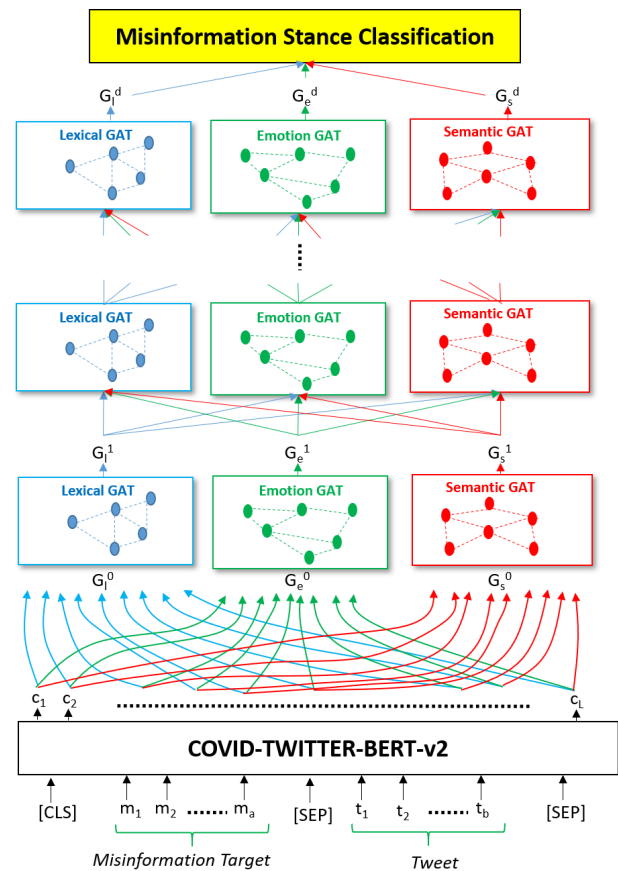 Misinformation Stance Classification
G_l^d G_e^d G_s^d
Lexical GAT Emotion GAT Semantic GAT
Lexical GAT Emotion GAT Semantic GAT
G_l^1 G_e^1 G_s^1
Lexical GAT Emotion GAT Semantic GAT
G_l^0 G_e^0 G_s^0
c_1 c_2 c_L
COVID-TWITTER-BERT-v2
[CLS] m_1 m_2 ...... m_a [SEP] t_1 t_2 ...... t_b [SEP]
Misinformation Target Tweet